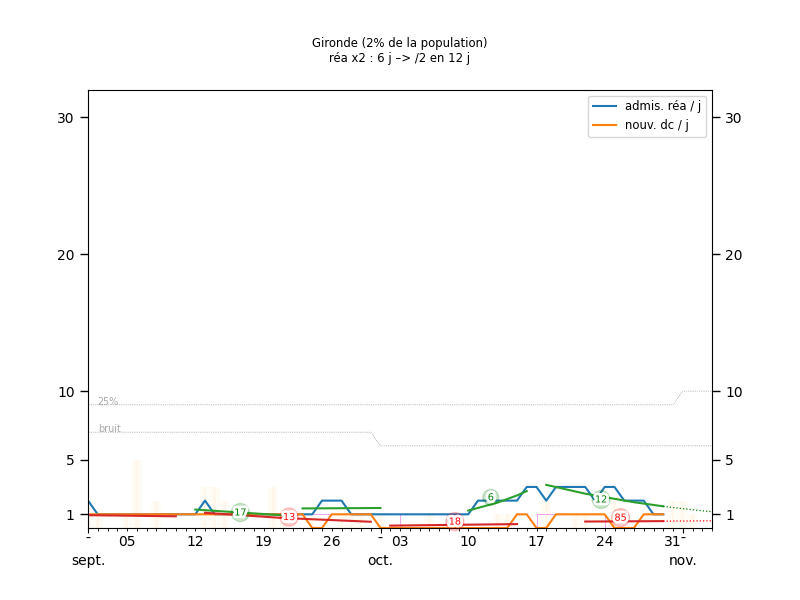 Gironde (2% de la population)
réa x2 : 6 j –> /2 en 12 j
admis. réa / j
nouv. dc / j
30
30
20
20
10
10
25%
bruit
5
5
6
12
17
13
18
85
1
1
- 05 12 19 26 - 03 10 17 24 31 -
sept. oct. nov.